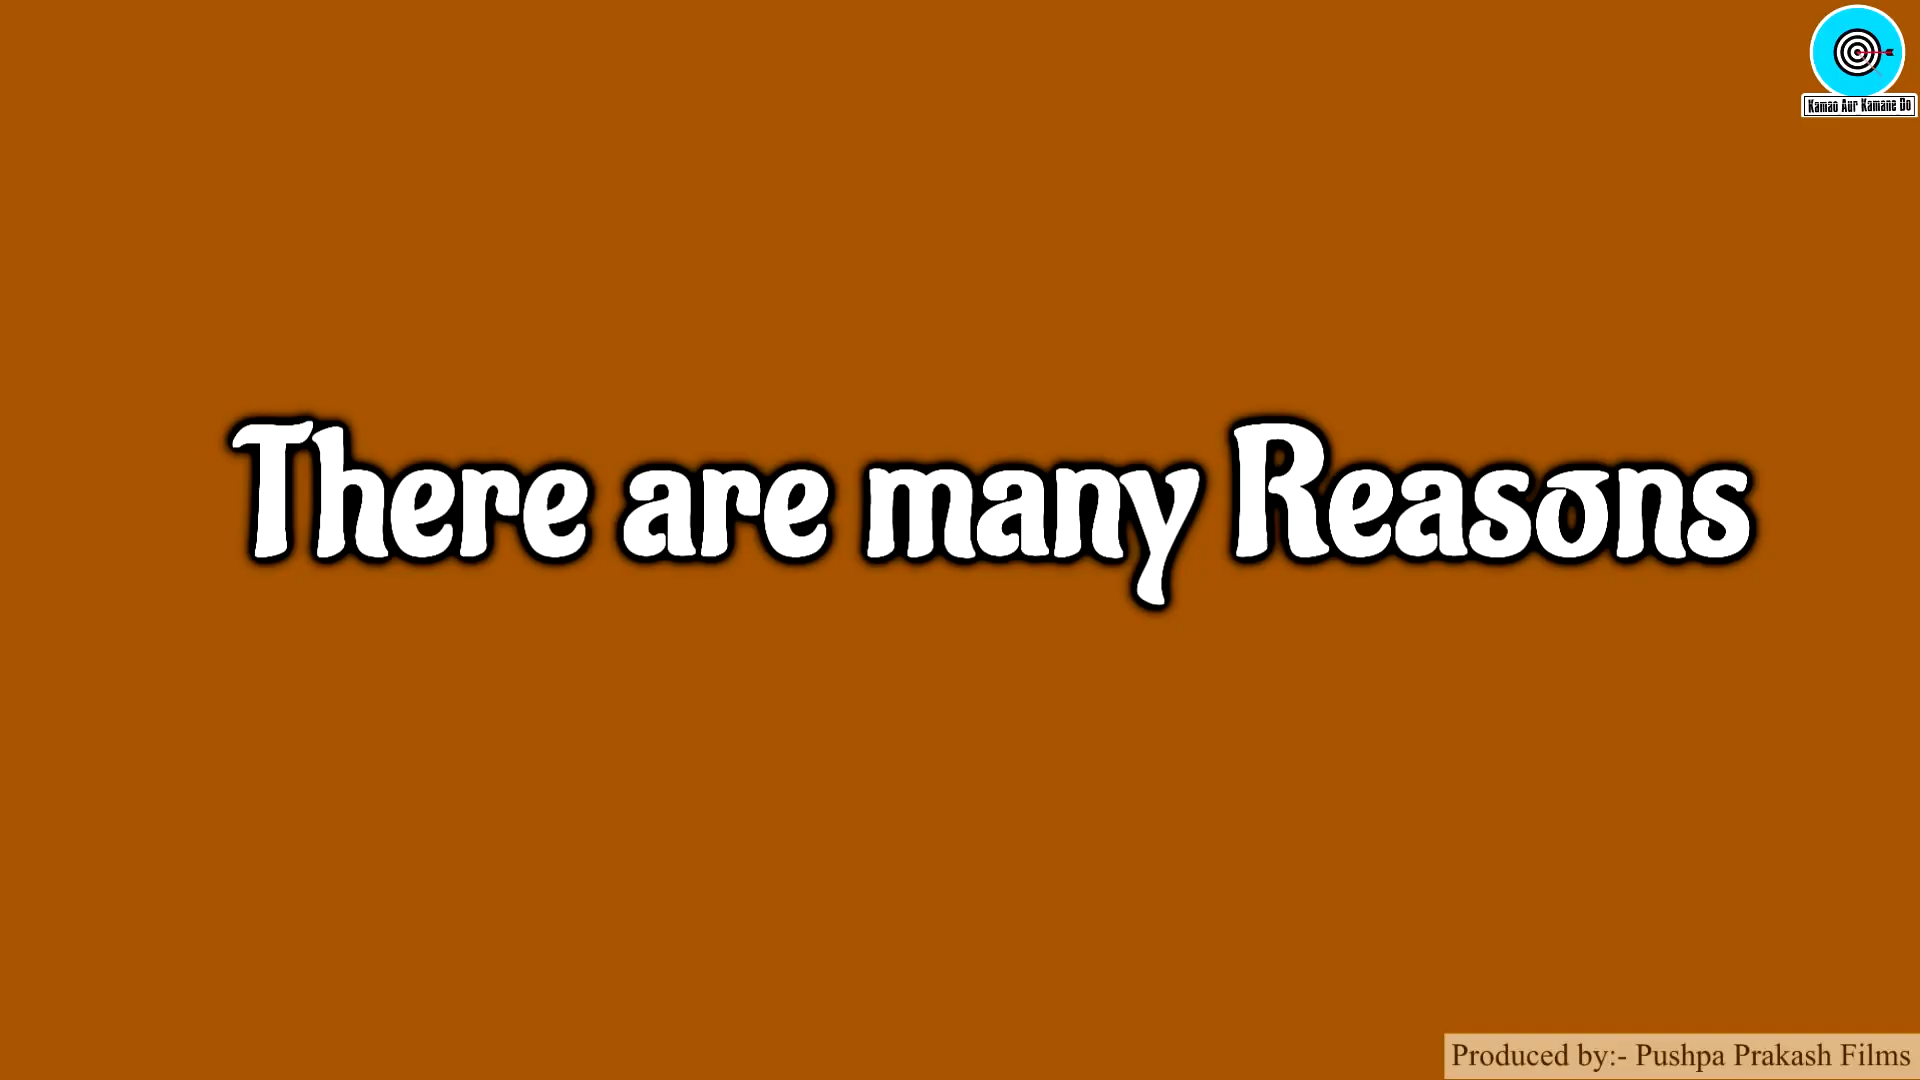 Kamao Aur Kamane Do
There are many Reasons
Produced by:- Pushpa Prakash Films